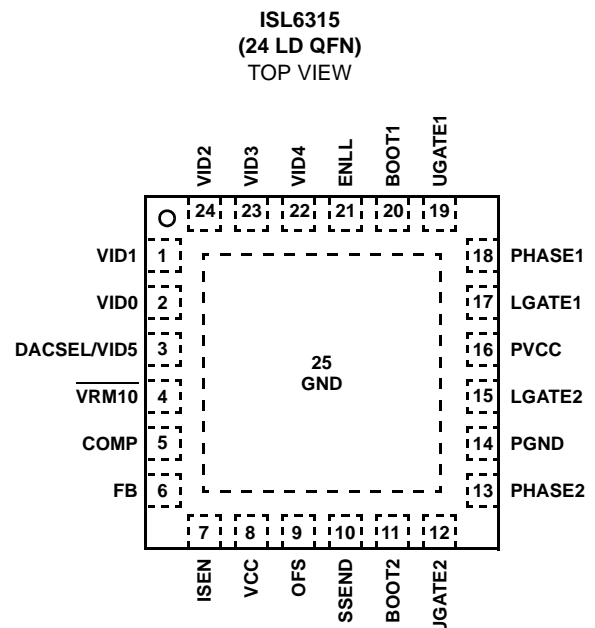 ISL6315
(24 LD QFN)
TOP VIEW
VID2
VID3
VID4
ENLL
BOOT1
UGATE1
24 23 22 21 20 19
VID1 1
VID0 2
DACSEL/VID5 3
VRM10 4
COMP 5
FB 6
25
GND
18 PHASE1
17 LGATE1
16 PVCC
15 LGATE2
14 PGND
13 PHASE2
7 8 9 10 11 12
ISEN
VCC
OFS
SSEND
BOOT2
UGATE2